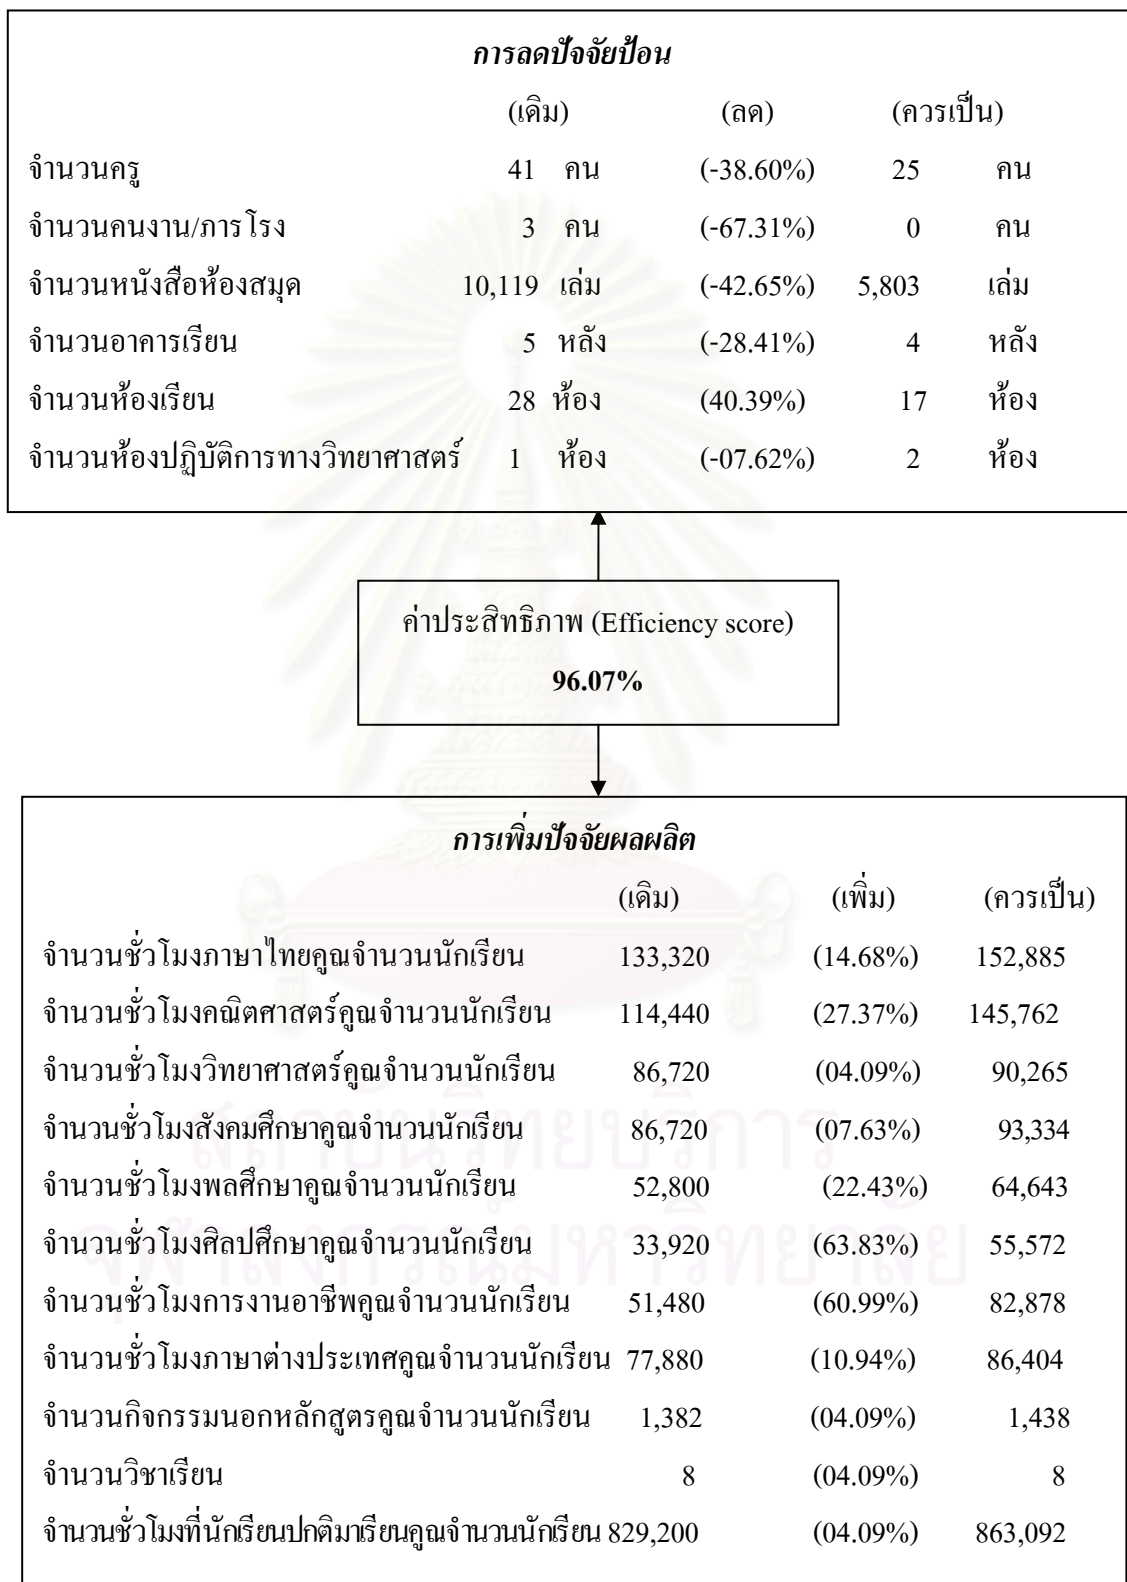 การลดปัจจัยป้อน
(เดิม) (ลด) (ควรเป็น)
จำนวนครู 41 คน (-38.60%) 25 คน
จำนวนคนงาน/ภารโรง 3 คน (-67.31%) 0 คน
จำนวนหนังสือห้องสมุด 10,119 เล่ม (-42.65%) 5,803 เล่ม
จำนวนอาคารเรียน 5 หลัง (-28.41%) 4 หลัง
จำนวนห้องเรียน 28 ห้อง (40.39%) 17 ห้อง
จำนวนห้องปฏิบัติการทางวิทยาศาสตร์ 1 ห้อง (-07.62%) 2 ห้อง
ค่าประสิทธิภาพ (Efficiency score)
96.07%
การเพิ่มปัจจัยผลผลิต
(เดิม) (เพิ่ม) (ควรเป็น)
จำนวนชั่วโมงภาษาไทยคูณจำนวนนักเรียน 133,320 (14.68%) 152,885
จำนวนชั่วโมงคณิตศาสตร์คูณจำนวนนักเรียน 114,440 (27.37%) 145,762
จำนวนชั่วโมงวิทยาศาสตร์คูณจำนวนนักเรียน 86,720 (04.09%) 90,265
จำนวนชั่วโมงสังคมศึกษาคูณจำนวนนักเรียน 86,720 (07.63%) 93,334
จำนวนชั่วโมงพลศึกษาคูณจำนวนนักเรียน 52,800 (22.43%) 64,643
จำนวนชั่วโมงศิลปศึกษาคูณจำนวนนักเรียน 33,920 (63.83%) 55,572
จำนวนชั่วโมงการงานอาชีพคูณจำนวนนักเรียน 51,480 (60.99%) 82,878
จำนวนชั่วโมงภาษาต่างประเทศคูณจำนวนนักเรียน 77,880 (10.94%) 86,404
จำนวนกิจกรรมนอกหลักสูตรคูณจำนวนนักเรียน 1,382 (04.09%) 1,438
จำนวนวิชาเรียน 8 (04.09%) 8
จำนวนชั่วโมงที่นักเรียนปกติมาเรียนคูณจำนวนนักเรียน 829,200 (04.09%) 863,092
สถาบันวิทยบริการ
จุฬาลงกรณ์มหาวิทยาลัย